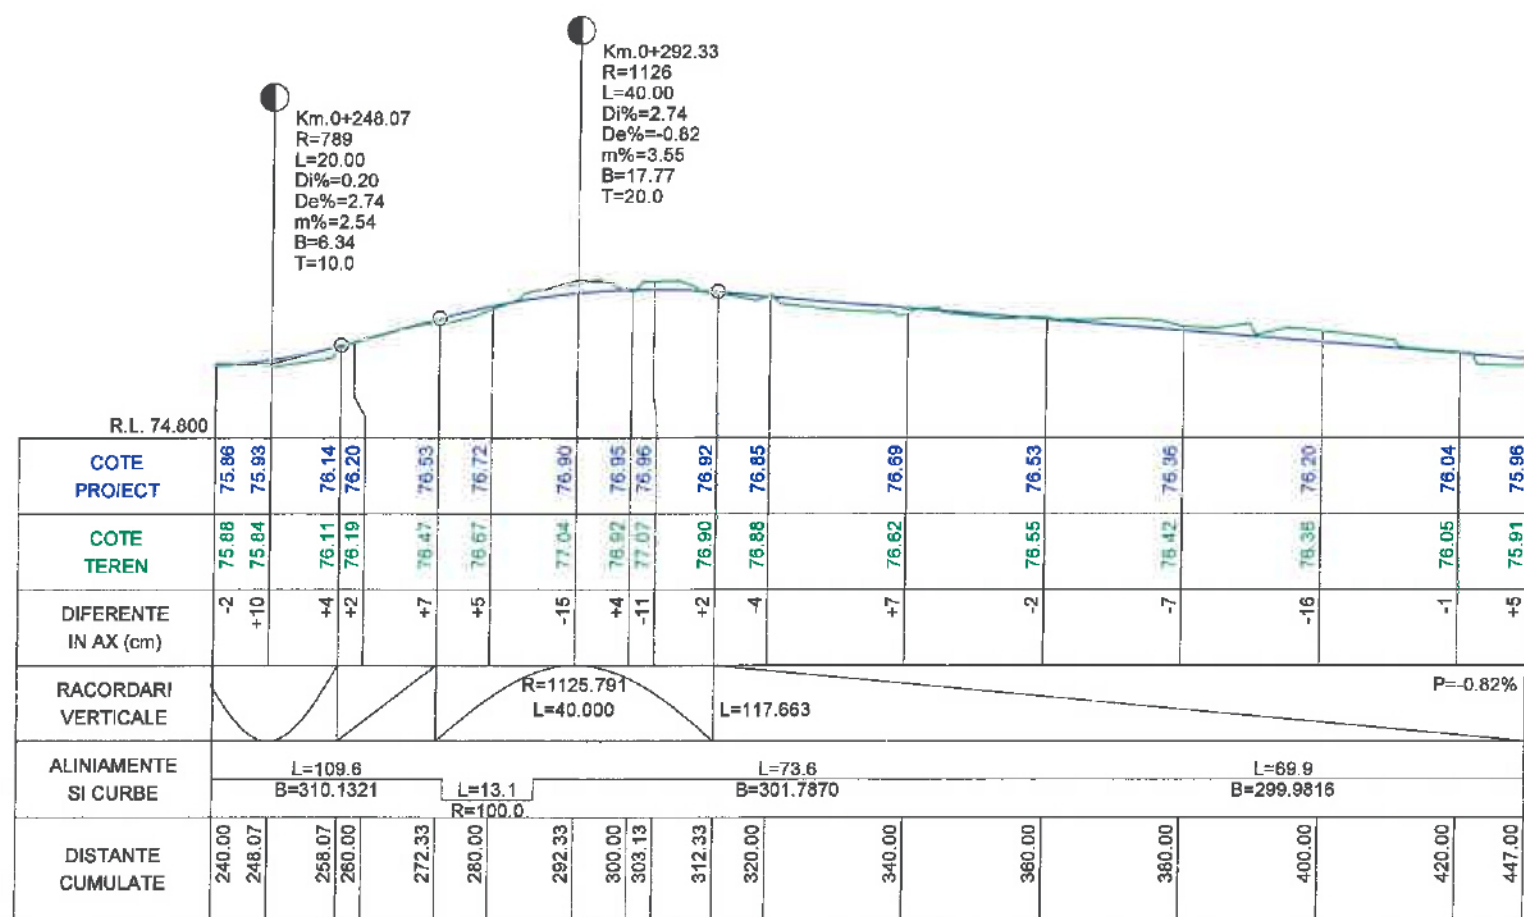 Km.0+292.33
R=1126
L=40.00
Di%=2.74
De%=-0.82
m%=3.55
B=17.77
T=20.0
Km.0+248.07
R=789
L=20.00
Di%=0.20
De%=2.74
m%=2.54
B=6.34
T=10.0
R.L. 74.800
COTE
PROIECT
75.86 75.93 76.14 76.20 76.53 76.72 76.90 76.95 76.96 76.92 76.85 76.69 76.53 76.36 76.20 76.04 75.96
COTE
TEREN
75.88 75.84 76.11 76.19 76.47 76.67 77.04 76.92 77.07 76.90 76.88 76.62 76.55 76.42 76.36 76.05 75.91
DIFERENTE
IN AX (cm)
-2 +10 +4 +2 +7 +5 -15 +4 -11 +2 -4 +7 -2 -7 -16 -1 +5
RACORDARI
VERTICALE
R=1125.791
L=40.000
L=117.663
P=-0.82%
ALINIAMENTE
SI CURBE
L=109.6
B=310.1321
L=13.1
R=100.0
L=73.6
B=301.7870
L=69.9
B=299.9816
DISTANTE
CUMULATE
240.00 248.07 258.07 260.00 272.33 280.00 292.33 300.00 303.13 312.33 320.00 340.00 360.00 380.00 400.00 420.00 447.00